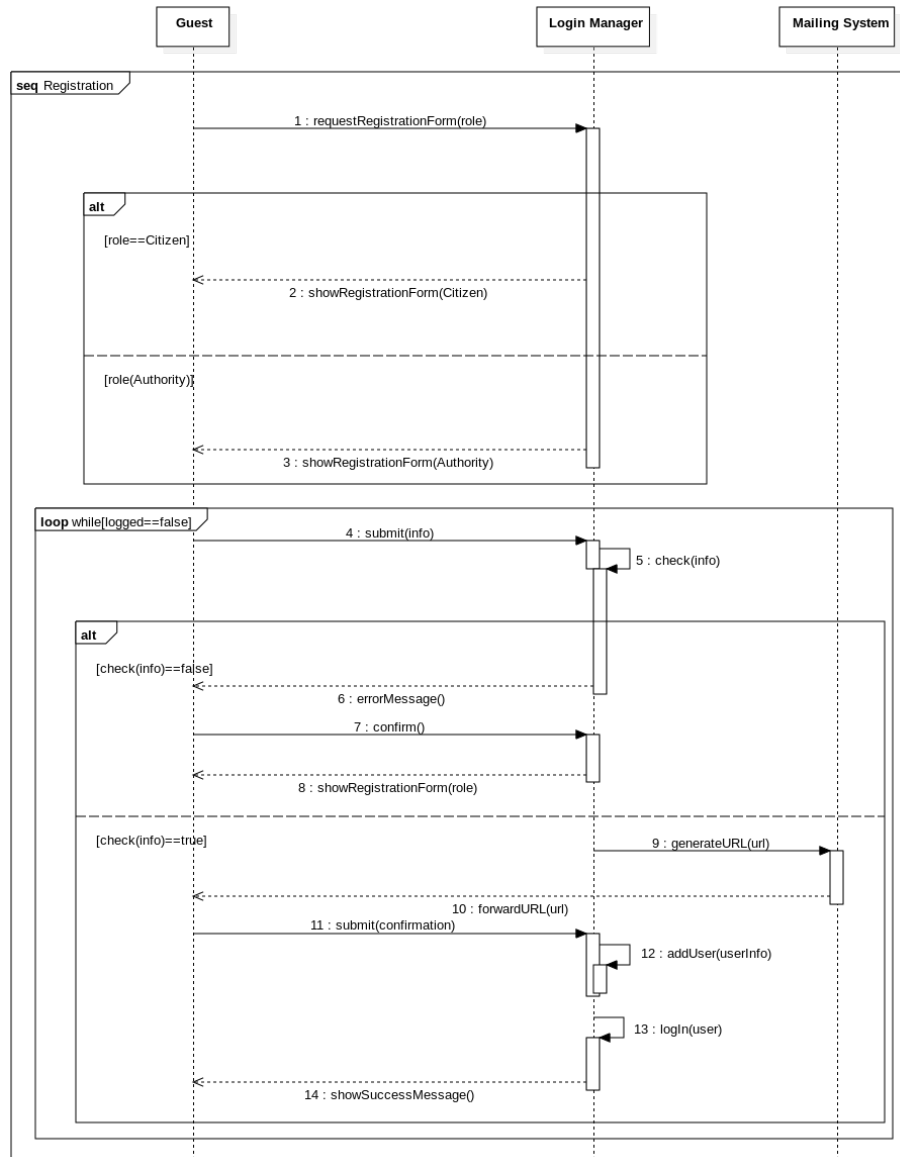 Guest
Login Manager
Mailing System
seq Registration
1 : requestRegistrationForm(role)
alt
[role==Citizen]
2 : showRegistrationForm(Citizen)
[role(Authority)]
3 : showRegistrationForm(Authority)
loop while[logged==false]
4 : submit(info)
5 : check(info)
alt
[check(info)==false]
6 : errorMessage()
7 : confirm()
8 : showRegistrationForm(role)
[check(info)==true]
9 : generateURL(url)
10 : forwardURL(url)
11 : submit(confirmation)
12 : addUser(userInfo)
13 : logIn(user)
14 : showSuccessMessage()